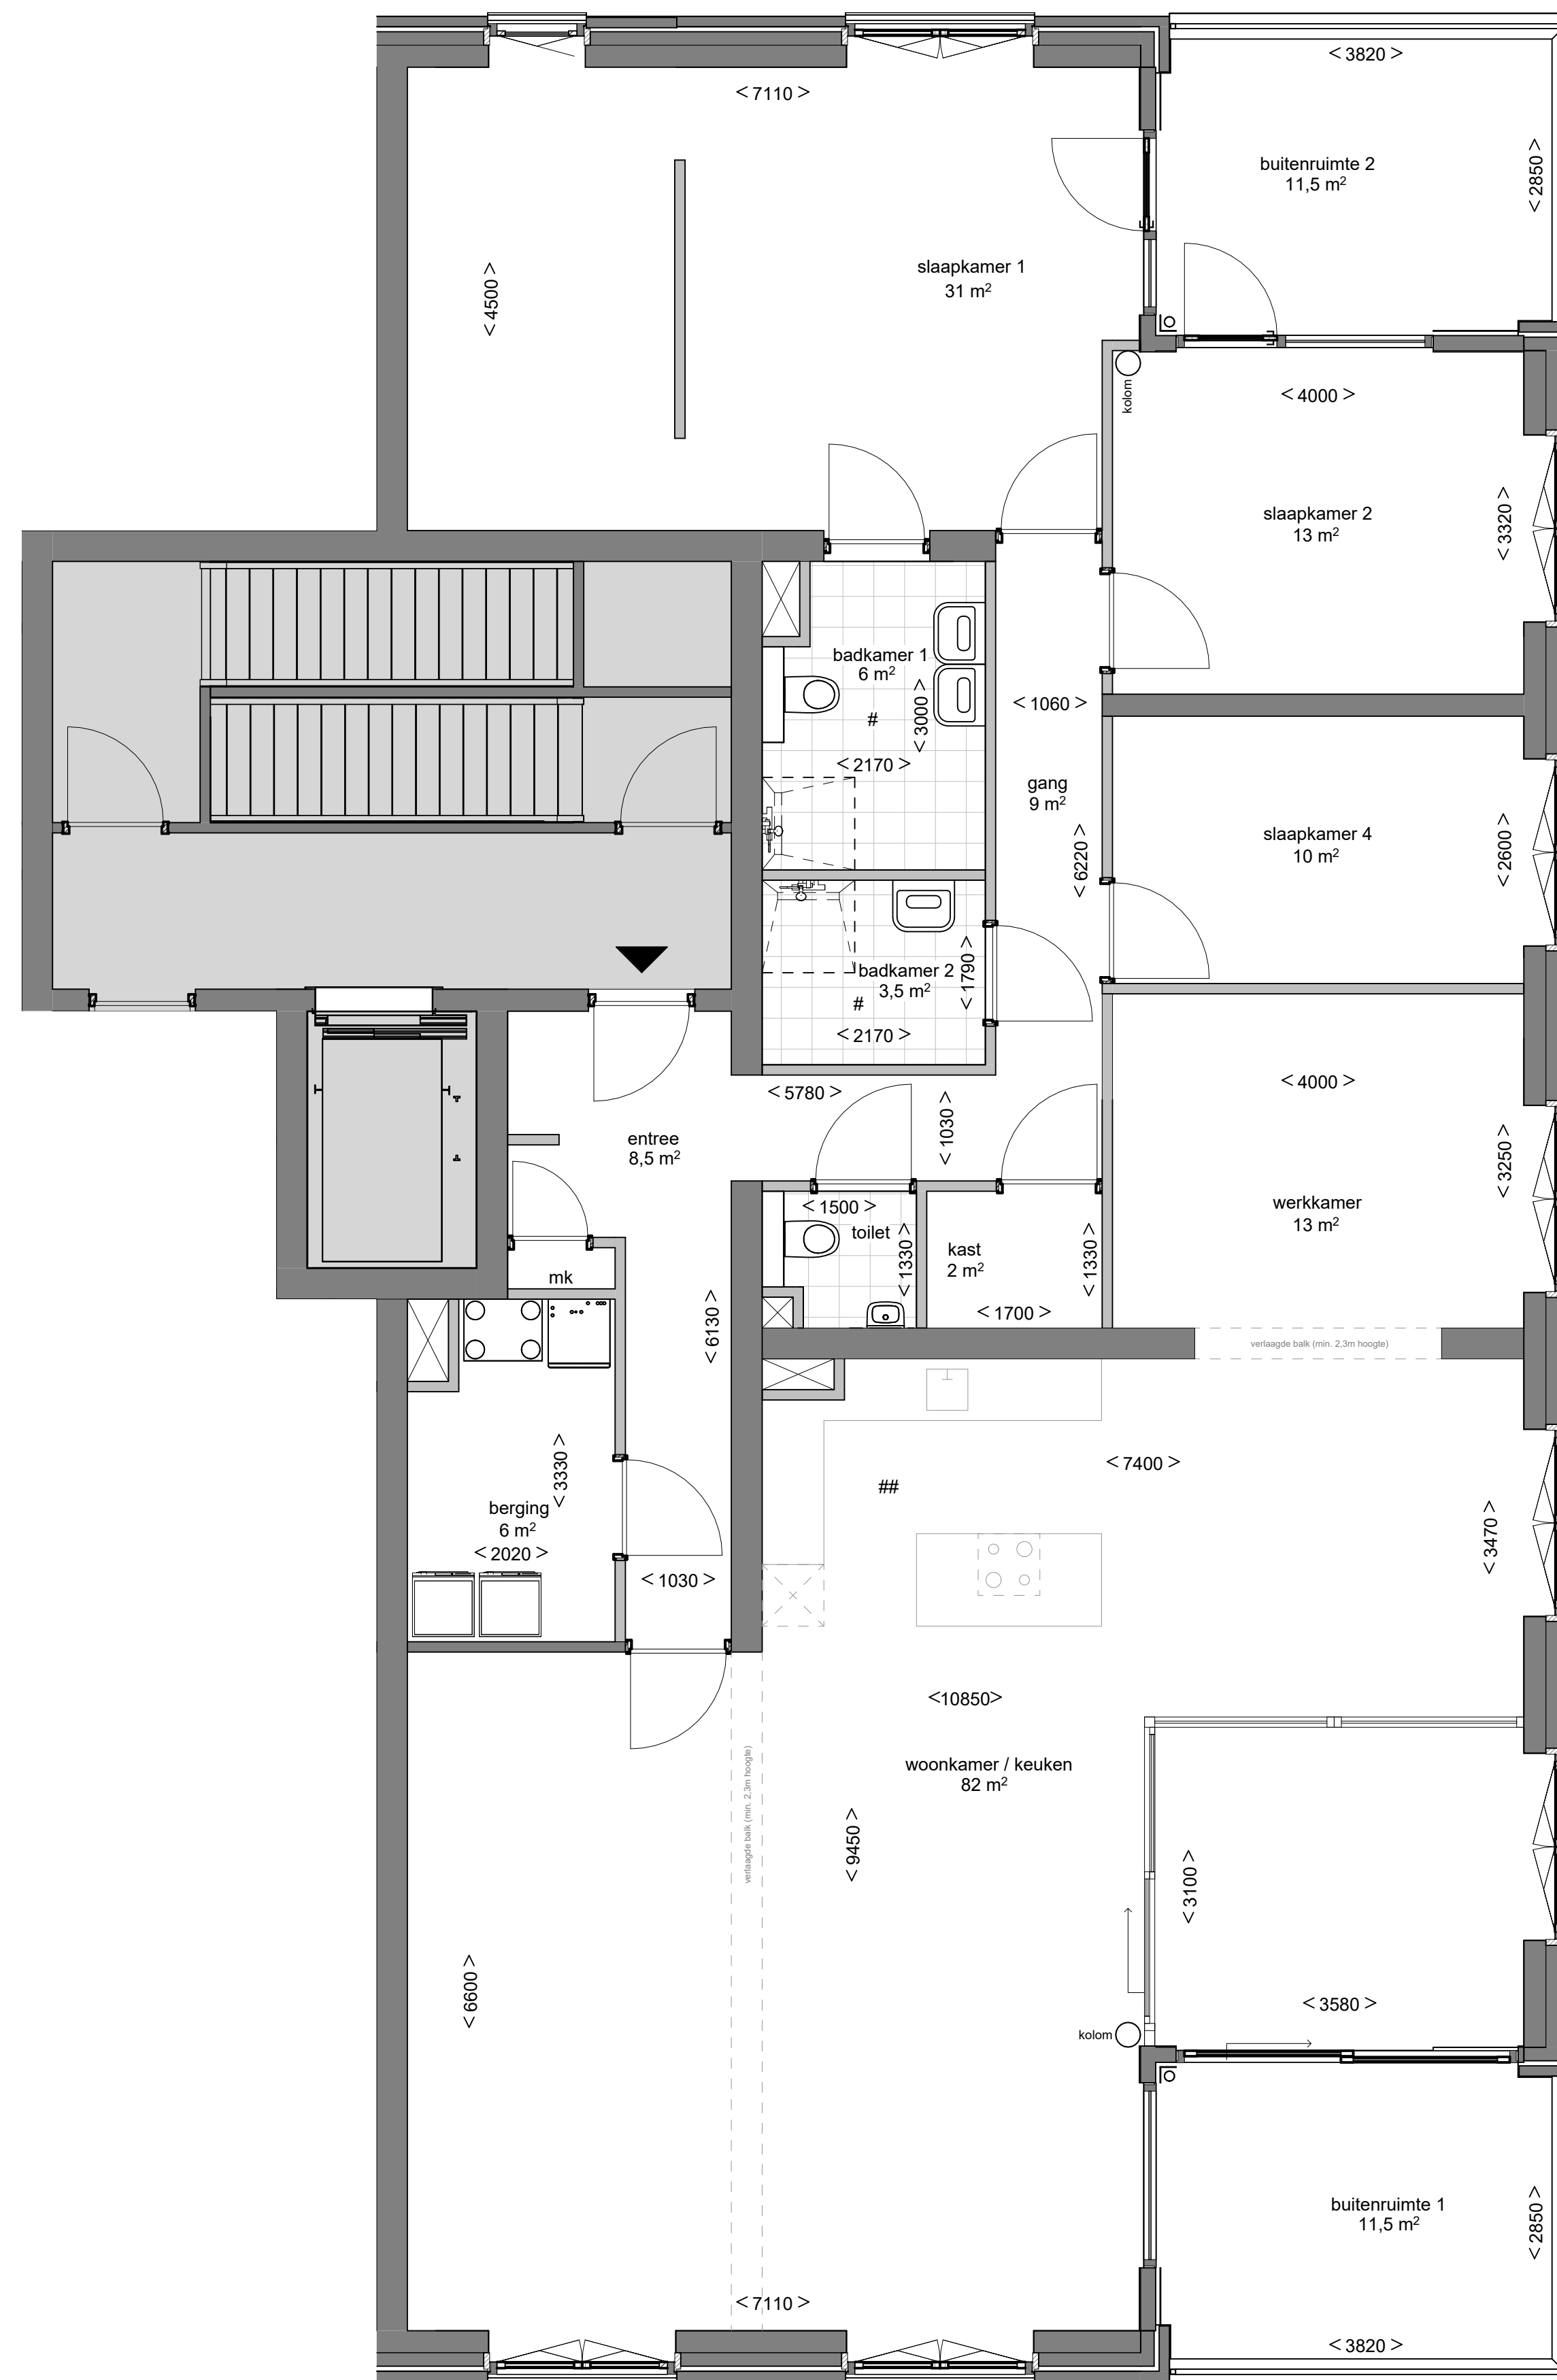 < 3820 >
< 7110 >
buitenruimte 2
11,5 m²
< 2850 >
slaapkamer 1
31 m²
< 4500 >
kolom
< 4000 >
slaapkamer 2
13 m²
< 3320 >
badkamer 1
6 m²
#
< 3000 >
< 2170 >
< 1060 >
gang
9 m²
< 6220 >
slaapkamer 4
10 m²
< 2600 >
badkamer 2
3,5 m²
#
< 1790 >
< 2170 >
< 5780 >
< 1030 >
< 4000 >
entree
8,5 m²
< 3250 >
werkkamer
13 m²
< 1500 >
toilet
< 1330 >
kast
2 m²
< 1330 >
< 1700 >
mk
< 6130 >
verlaagde balk (min. 2,3m hoogte)
< 7400 >
##
< 3330 >
berging
6 m²
< 2020 >
< 1030 >
< 3470 >
<10850>
woonkamer / keuken
82 m²
verlaagde balk (min. 2,3m hoogte)
< 9450 >
< 3100 >
< 6600 >
< 3580 >
kolom
buitenruimte 1
11,5 m²
< 2850 >
< 7110 >
< 3820 >